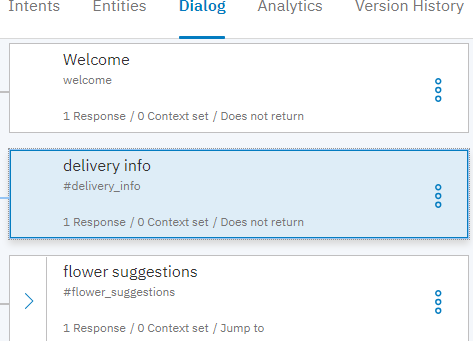 Intents Entities Dialog Analytics Version History
Welcome
welcome
1 Response / 0 Context set / Does not return
delivery info
#delivery_info
1 Response / 0 Context set / Does not return
flower suggestions
#flower_suggestions
1 Response / 0 Context set / Jump to